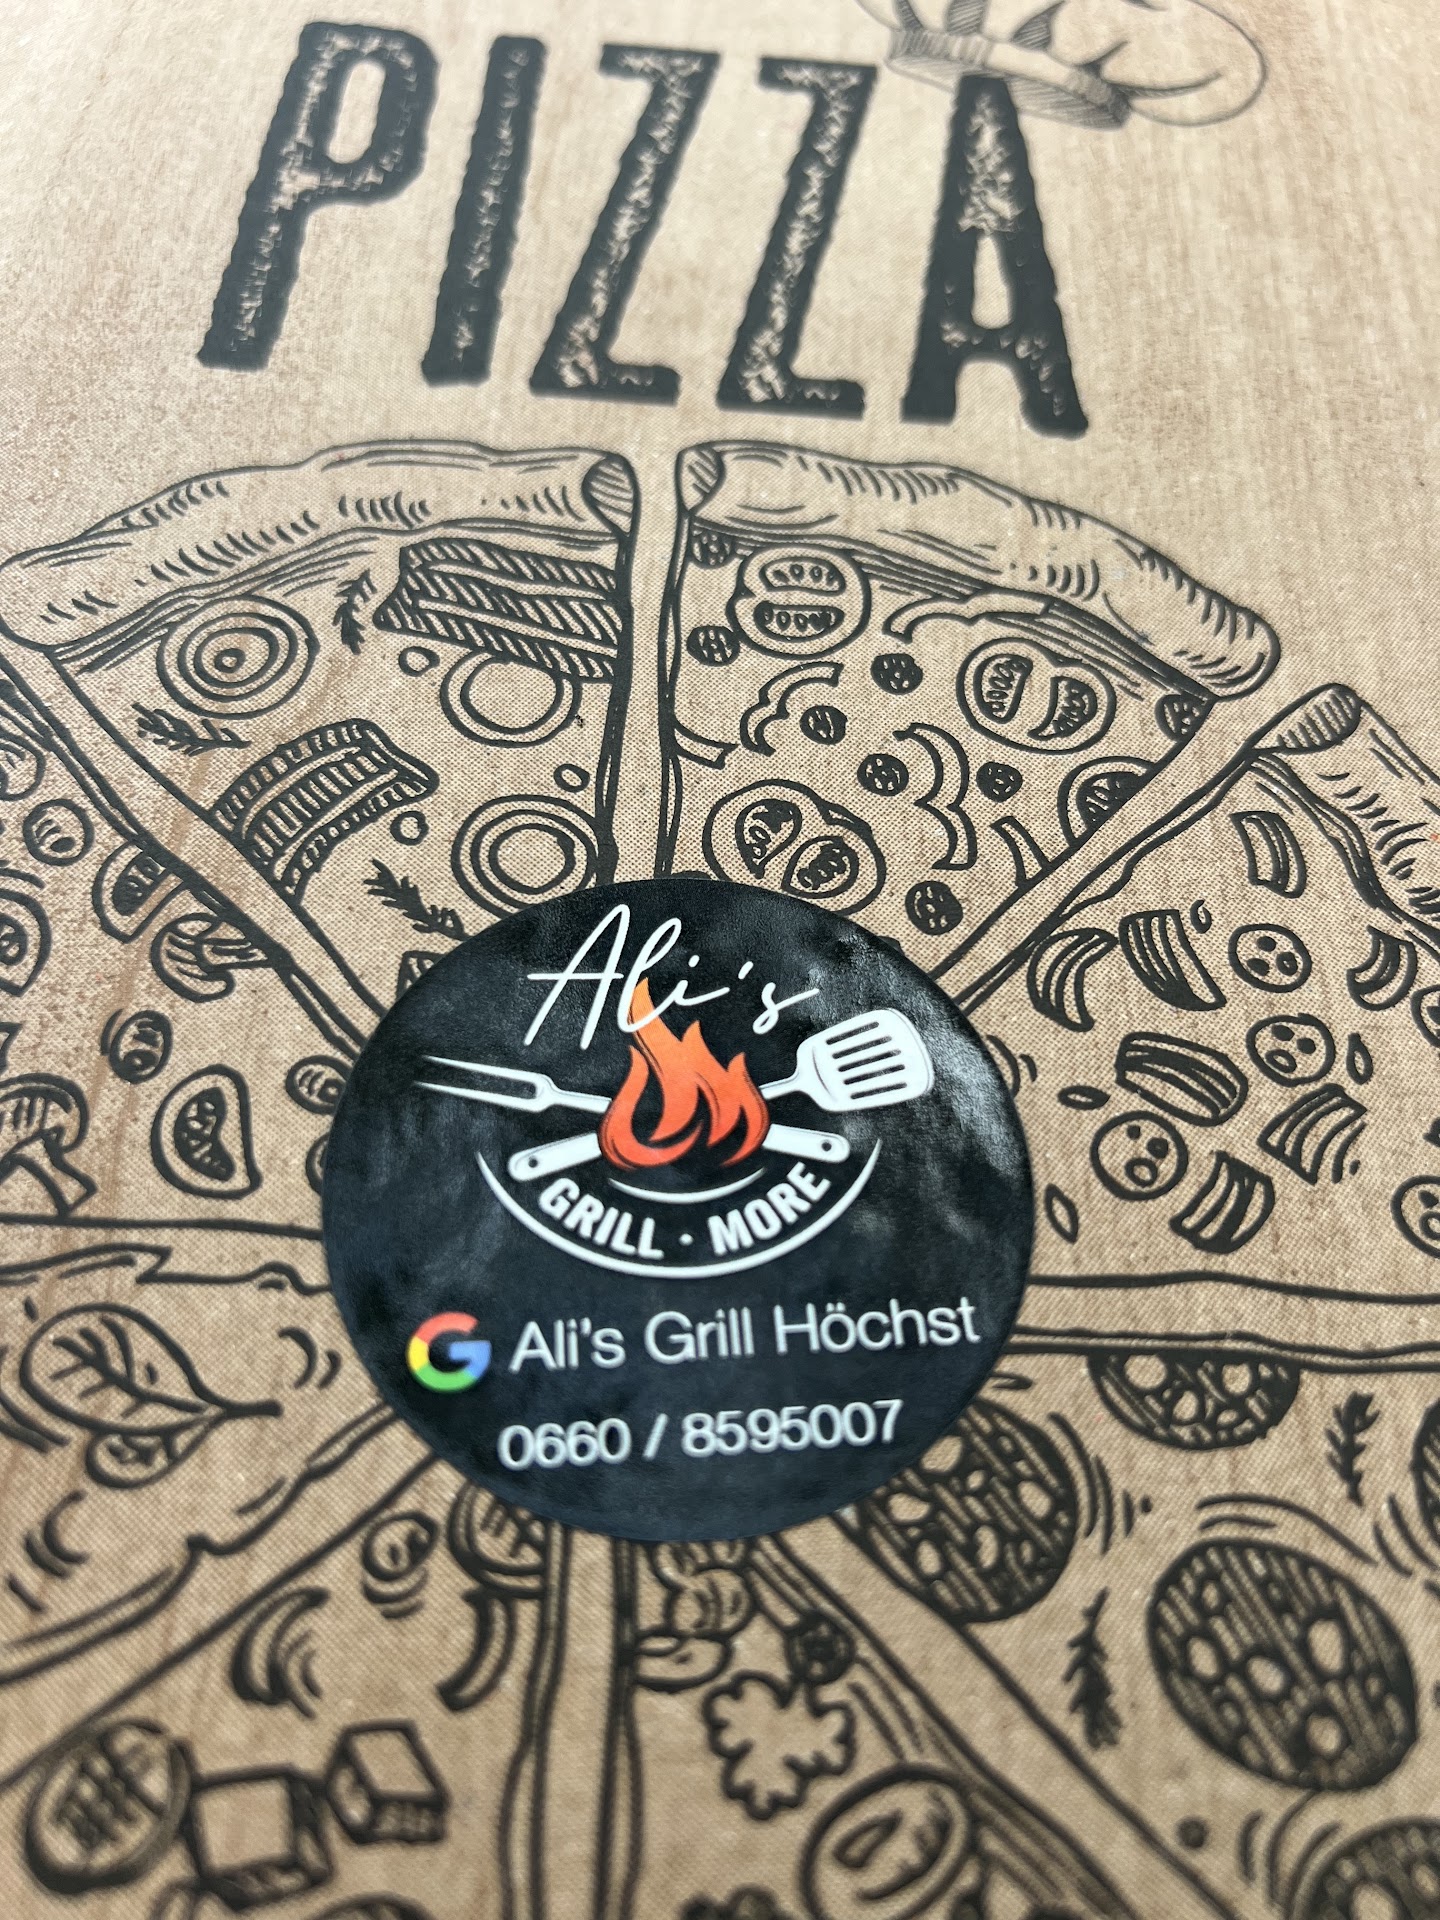 PIZZA
Ali's
GRILL · MORE
Ali's Grill Höchst
0660 / 8595007